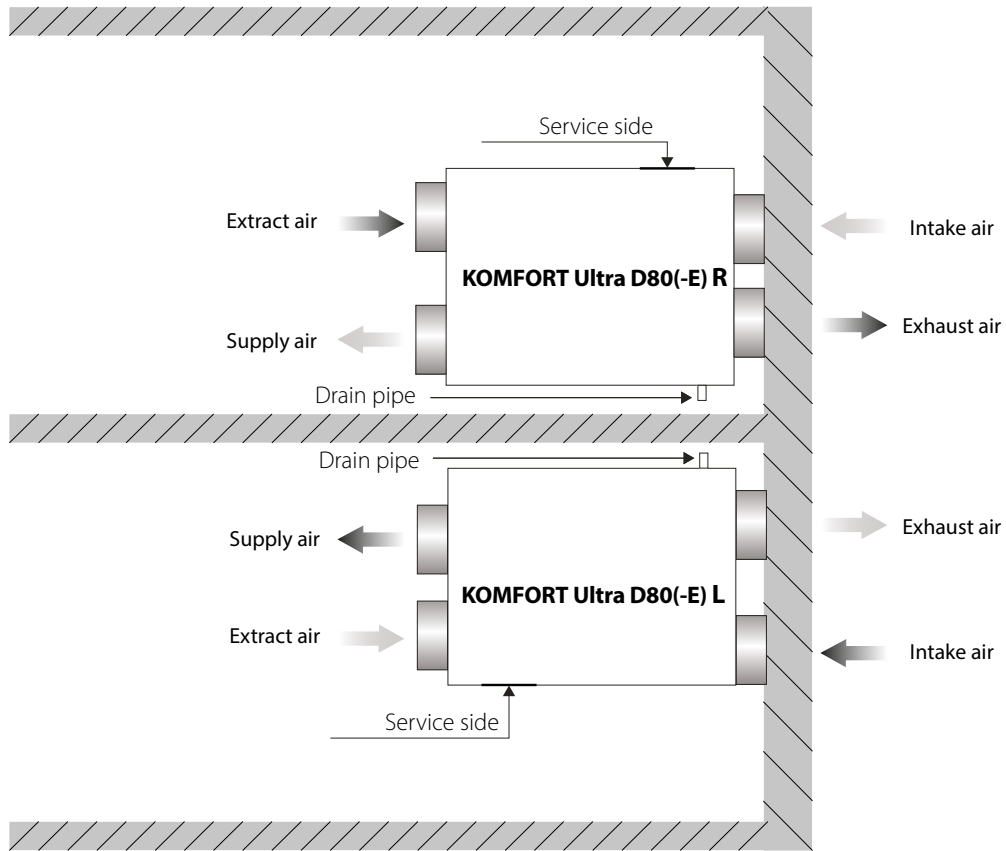 Service side
Extract air
Intake air
KOMFORT Ultra D80(-E) R
Supply air
Exhaust air
Drain pipe
Drain pipe
Supply air
Exhaust air
KOMFORT Ultra D80(-E) L
Extract air
Intake air
Service side